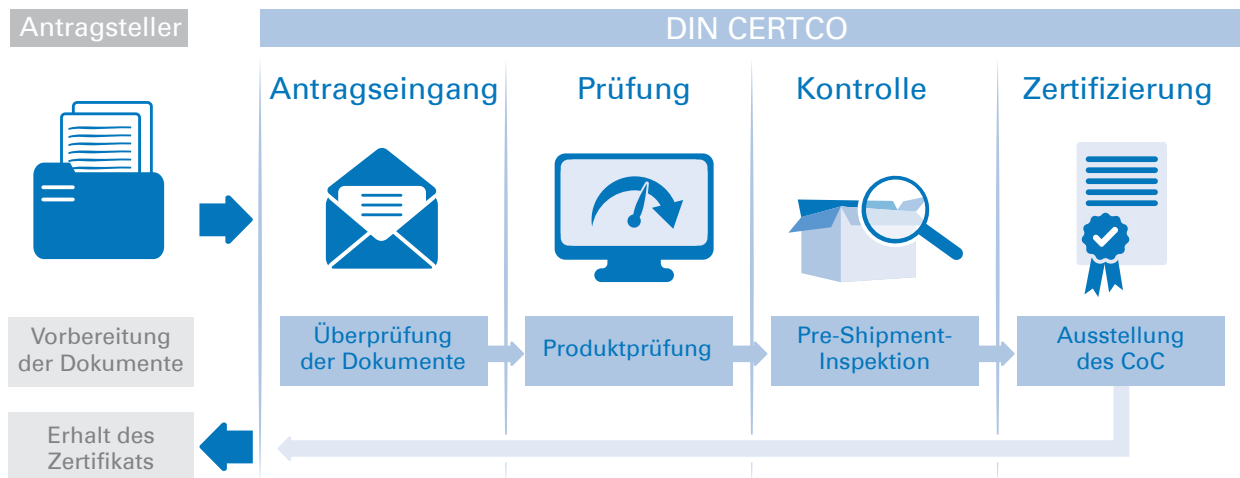 Antragsteller
DIN CERTCO
Antragseingang
Prüfung
Kontrolle
Zertifizierung
Vorbereitung
der Dokumente
Überprüfung
der Dokumente
Produktprüfung
Pre-Shipment-
Inspektion
Ausstellung
des CoC
Erhalt des
Zertifikats